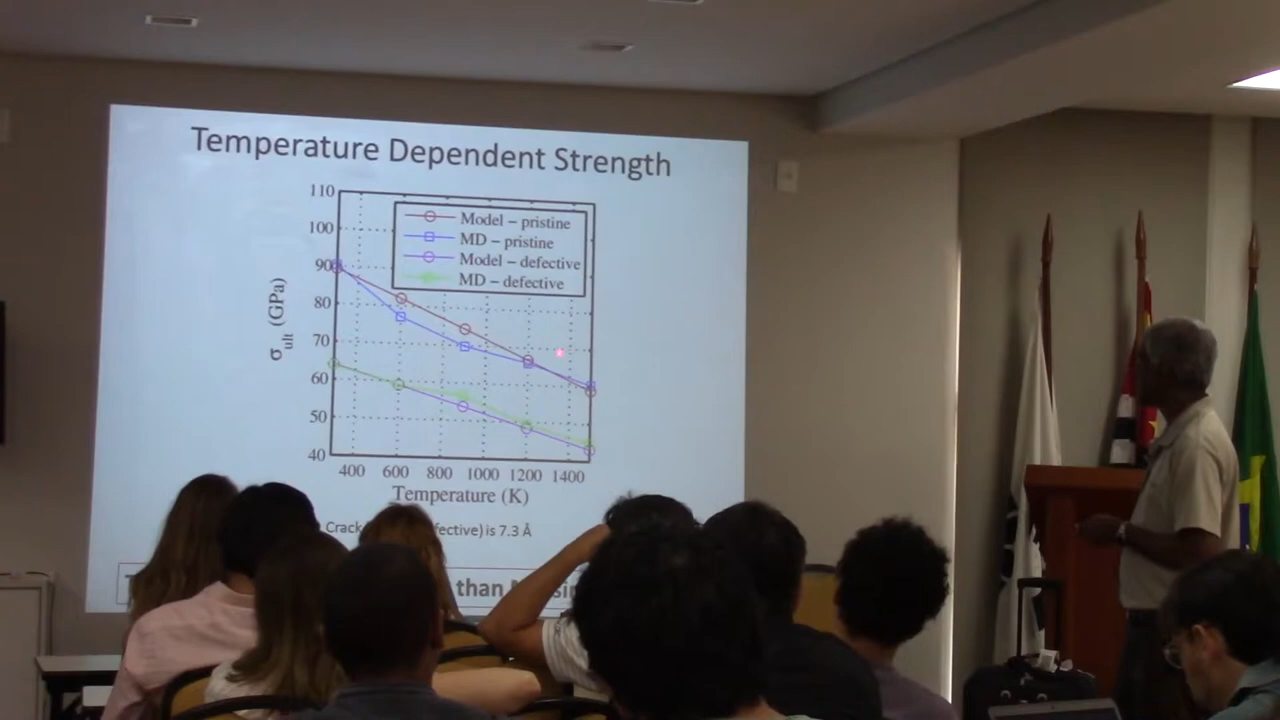 Temperature Dependent Strength
110
100
90
80
70
60
50
40
σult (GPa)
Model – pristine
MD – pristine
Model – defective
MD – defective
400 600 800 1000 1200 1400
Temperature (K)
Crack fective) is 7.3 Å
than